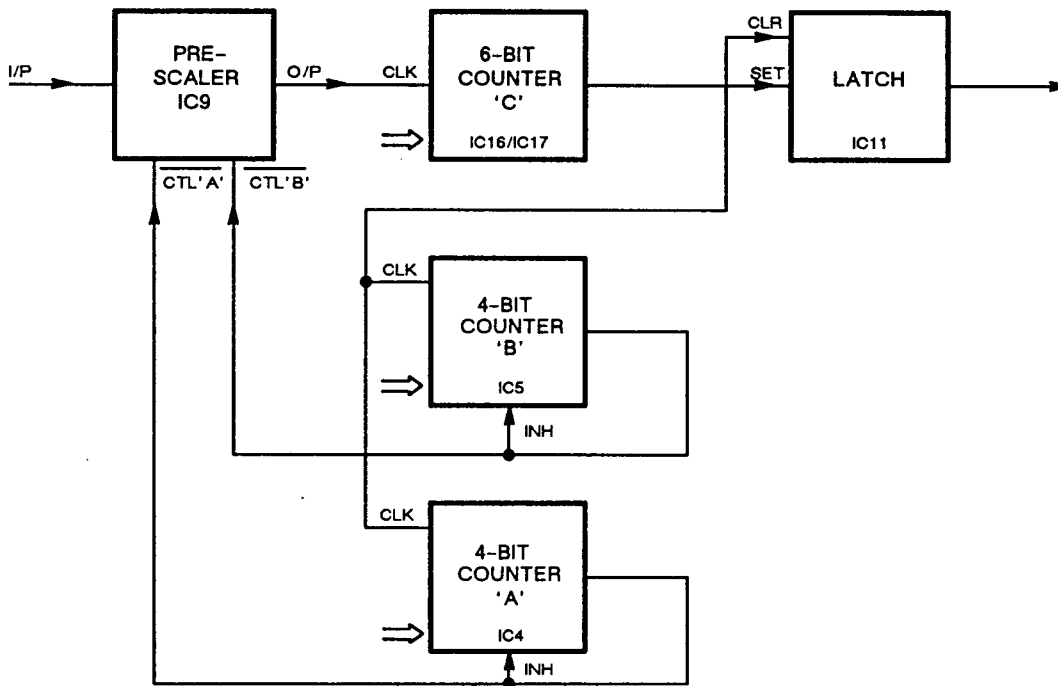 I/P
PRE-
SCALER
IC9
O/P
CTL'A'
CTL'B'
CLK
6-BIT
COUNTER
'C'
IC16/IC17
CLR
SET
LATCH
IC11
CLK
4-BIT
COUNTER
'B'
IC5
INH
CLK
4-BIT
COUNTER
'A'
IC4
INH